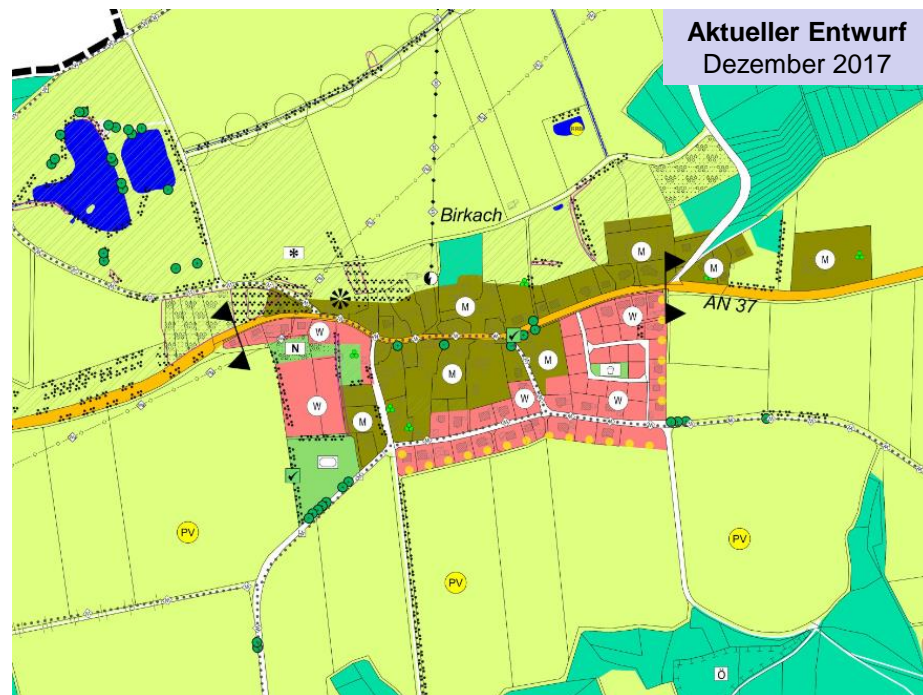 Aktueller Entwurf
Dezember 2017
Birkach
M
M
M
M
AN 37
W
W
N
M
M
W
W
W
M
PV
PV
PV
Ö